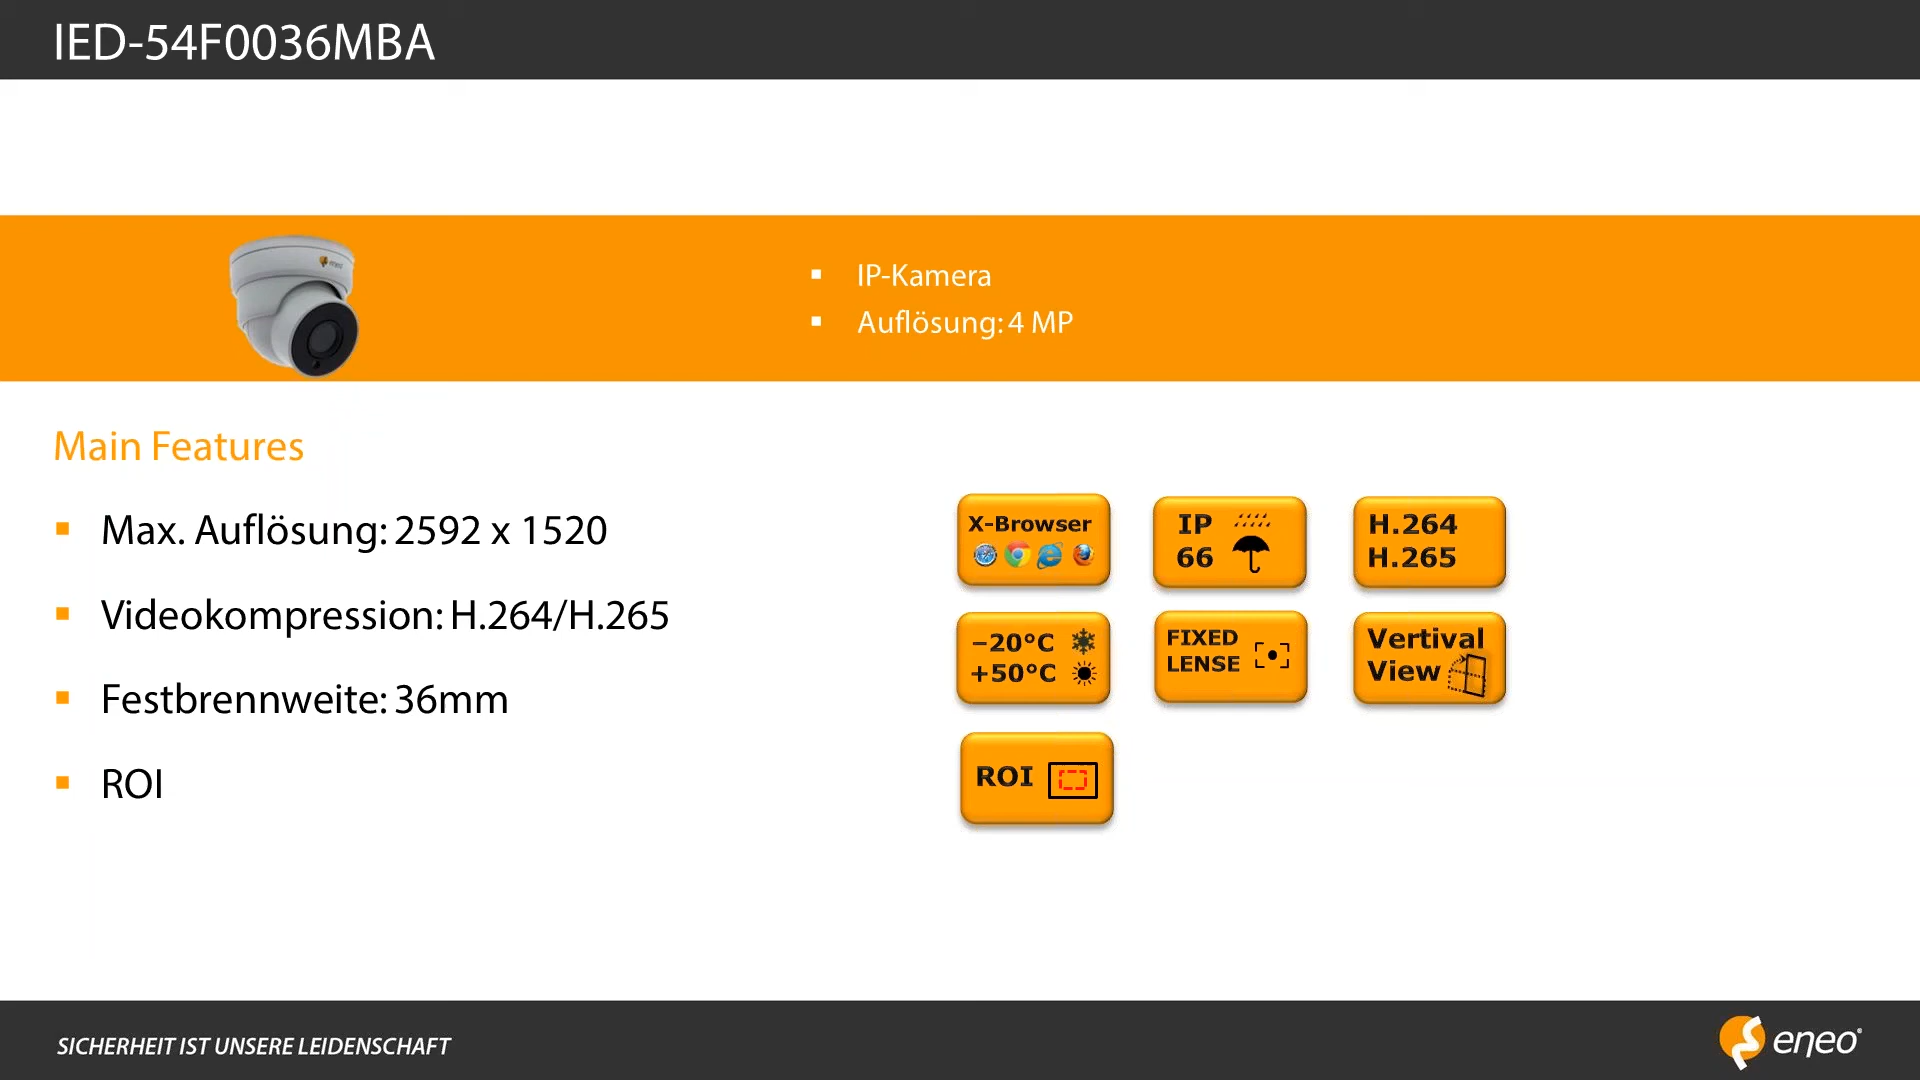 IED-54F0036MBA
eneo
IP-Kamera
Auflösung: 4 MP
Main Features
Max. Auflösung: 2592 x 1520
Videokompression: H.264/H.265
Festbrennweite: 36mm
ROI
X-Browser
IP
66
H.264
H.265
–20°C
+50°C
FIXED
LENSE
Vertival
View
ROI
SICHERHEIT IST UNSERE LEIDENSCHAFT
eneo®